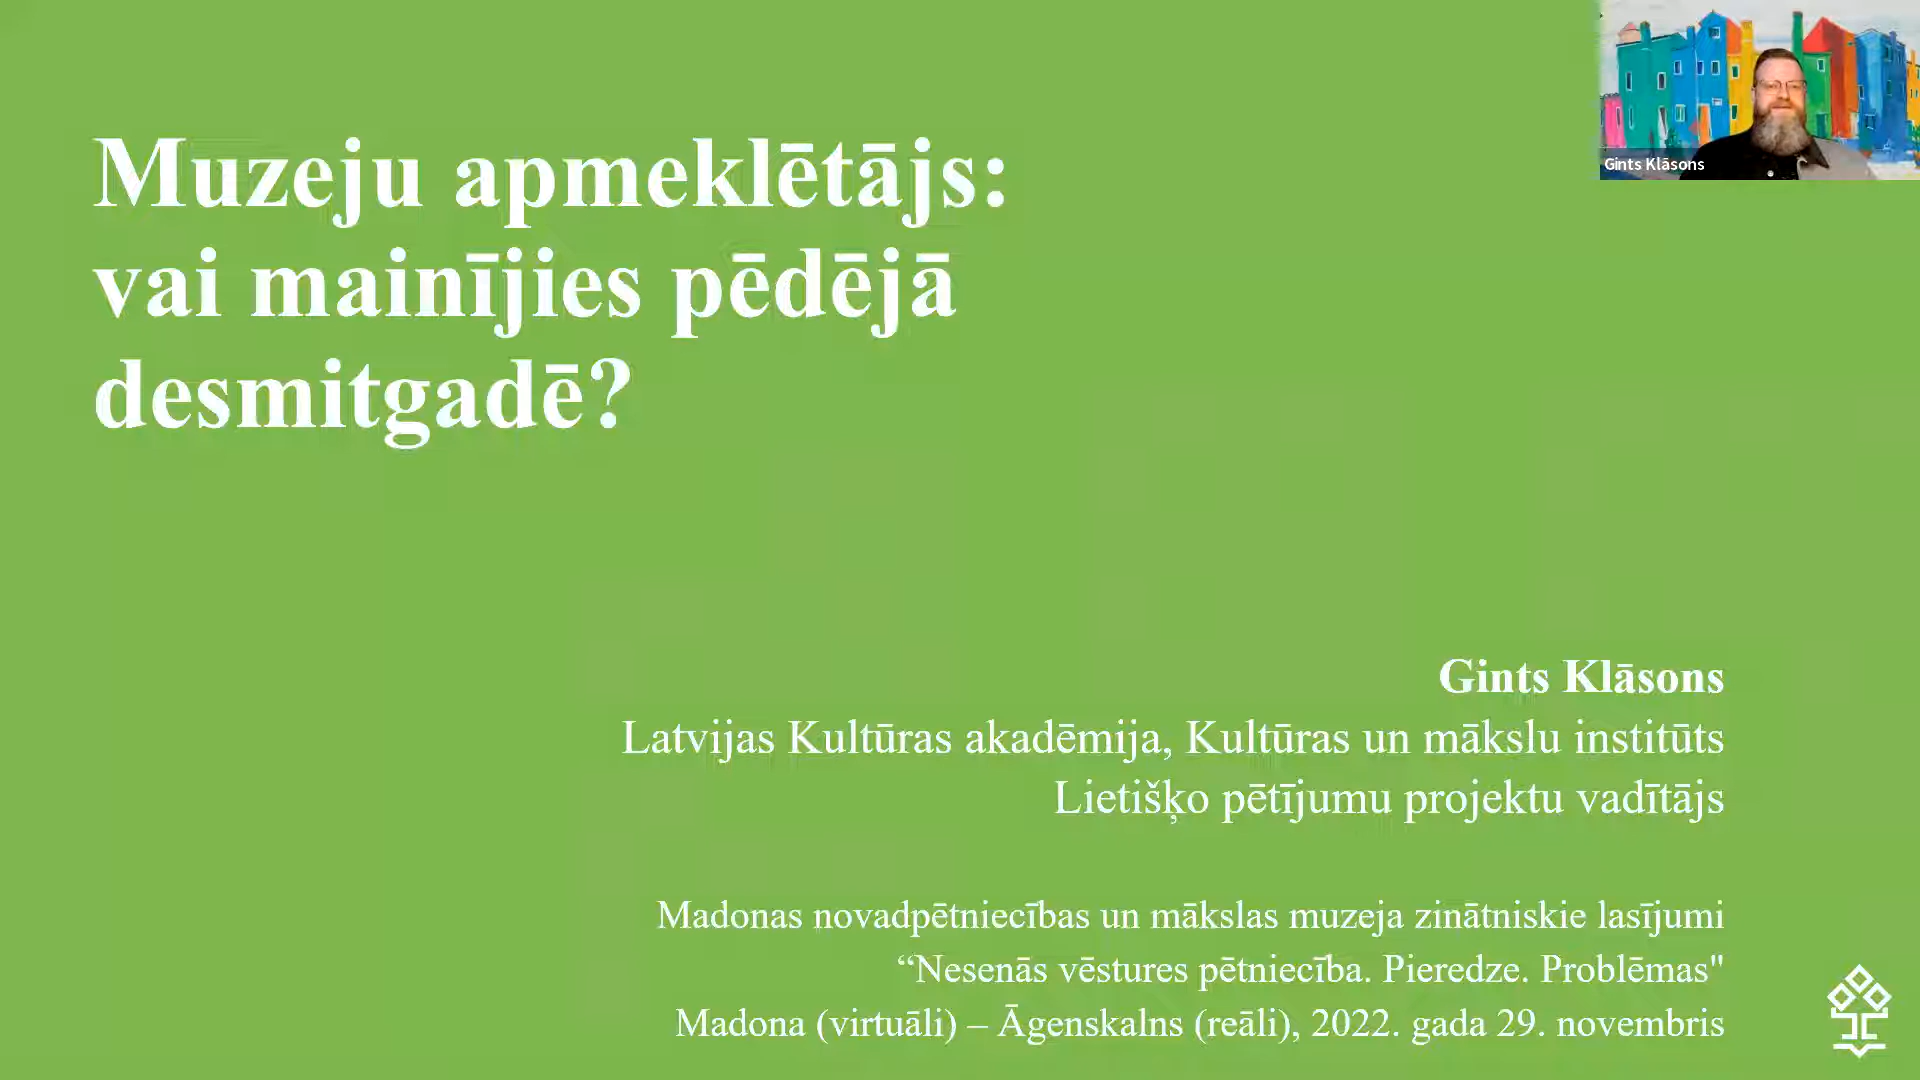 Muzeju apmeklētājs:
vai mainījies pēdējā
desmitgadē?
Gints Klāsons
Gints Klāsons
Latvijas Kultūras akadēmija, Kultūras un mākslu institūts
Lietišķo pētījumu projektu vadītājs
Madonas novadpētniecības un mākslas muzeja zinātniskie lasījumi
“Nesenās vēstures pētniecība. Pieredze. Problēmas"
Madona (virtuāli) – Āgenskalns (reāli), 2022. gada 29. novembris